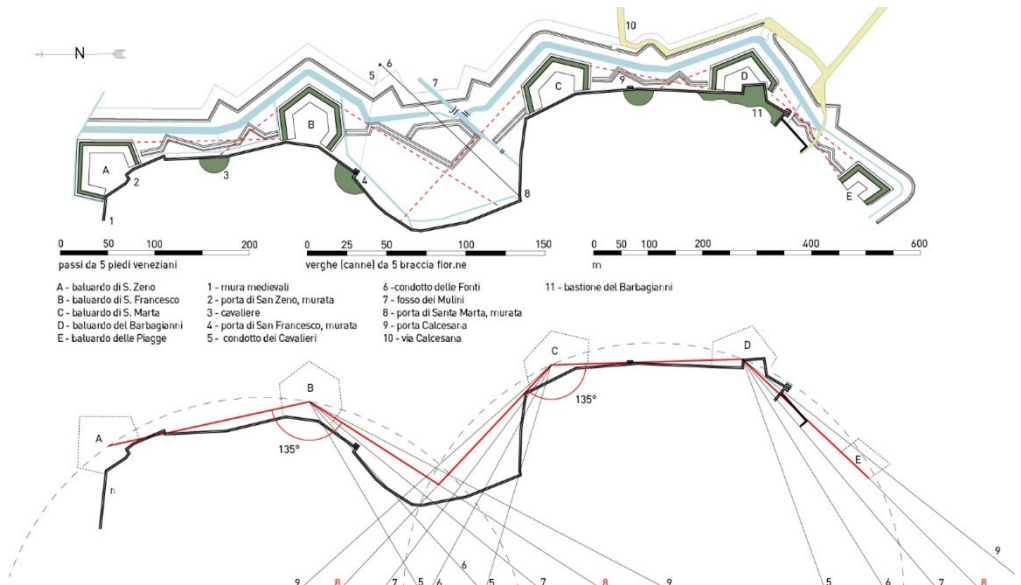 10
N
5
6
7
9
C
D
B
11
A
2
3
4
8
E
1
0 50 100 200
passi da 5 piedi veneziani
0 25 50 100 150
verghe (canne) da 5 braccia fior.ne
0 50 100 200 400 600
m
A - baluardo di S. Zeno
B - baluardo di S. Francesco
C - baluardo di S. Marta
D - baluardo del Barbagianni
E - baluardo delle Piagge
1 - mura medievali
2 - porta di San Zeno, murata
3 - cavaliere
4 - porta di San Francesco, murata
5 - condotto dei Cavalieri
6 - condotto delle Fonti
7 - fosso dei Mulini
8 - porta di Santa Marta, murata
9 - porta Calcesana
10 - via Calcesana
11 - bastione del Barbagianni
C
D
B
135°
A
135°
E
n
9
6
9 8 7 5 6 5 7 8 9 5 6 7 8